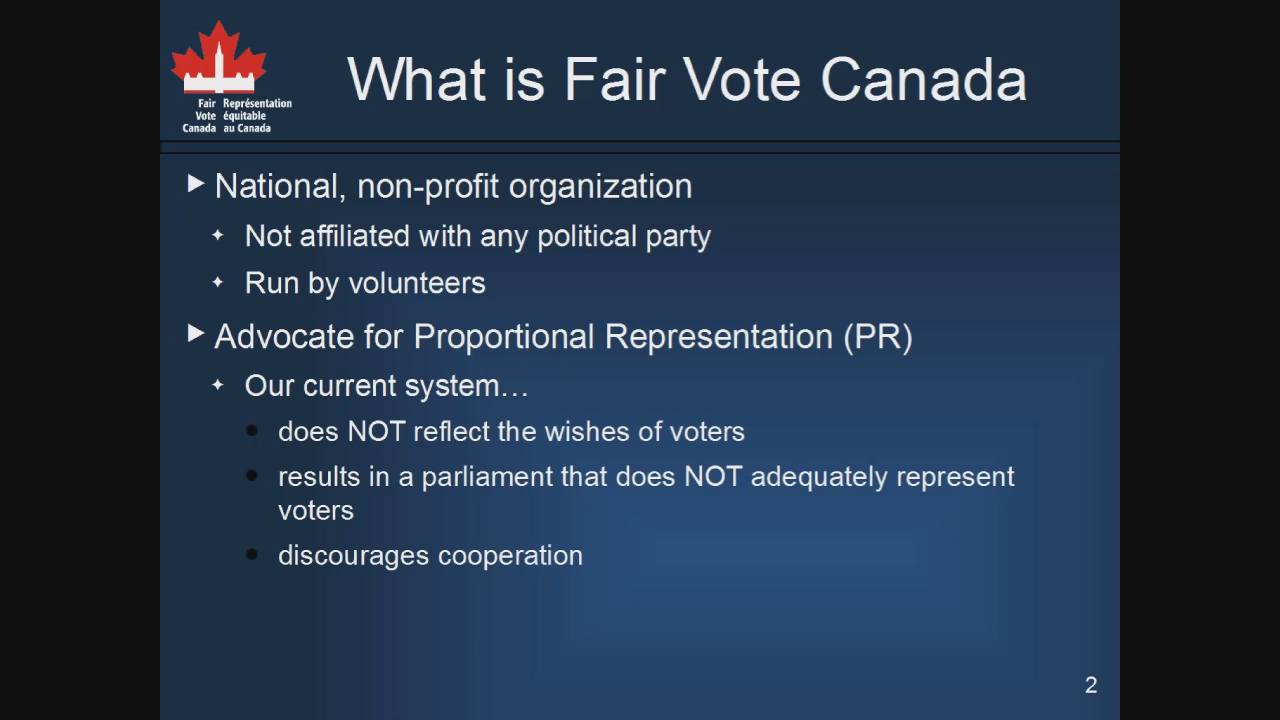 What is Fair Vote Canada
Fair Représentation
Vote équitable
Canada au Canada
National, non-profit organization
Not affiliated with any political party
Run by volunteers
Advocate for Proportional Representation (PR)
Our current system…
does NOT reflect the wishes of voters
results in a parliament that does NOT adequately represent
voters
discourages cooperation
2